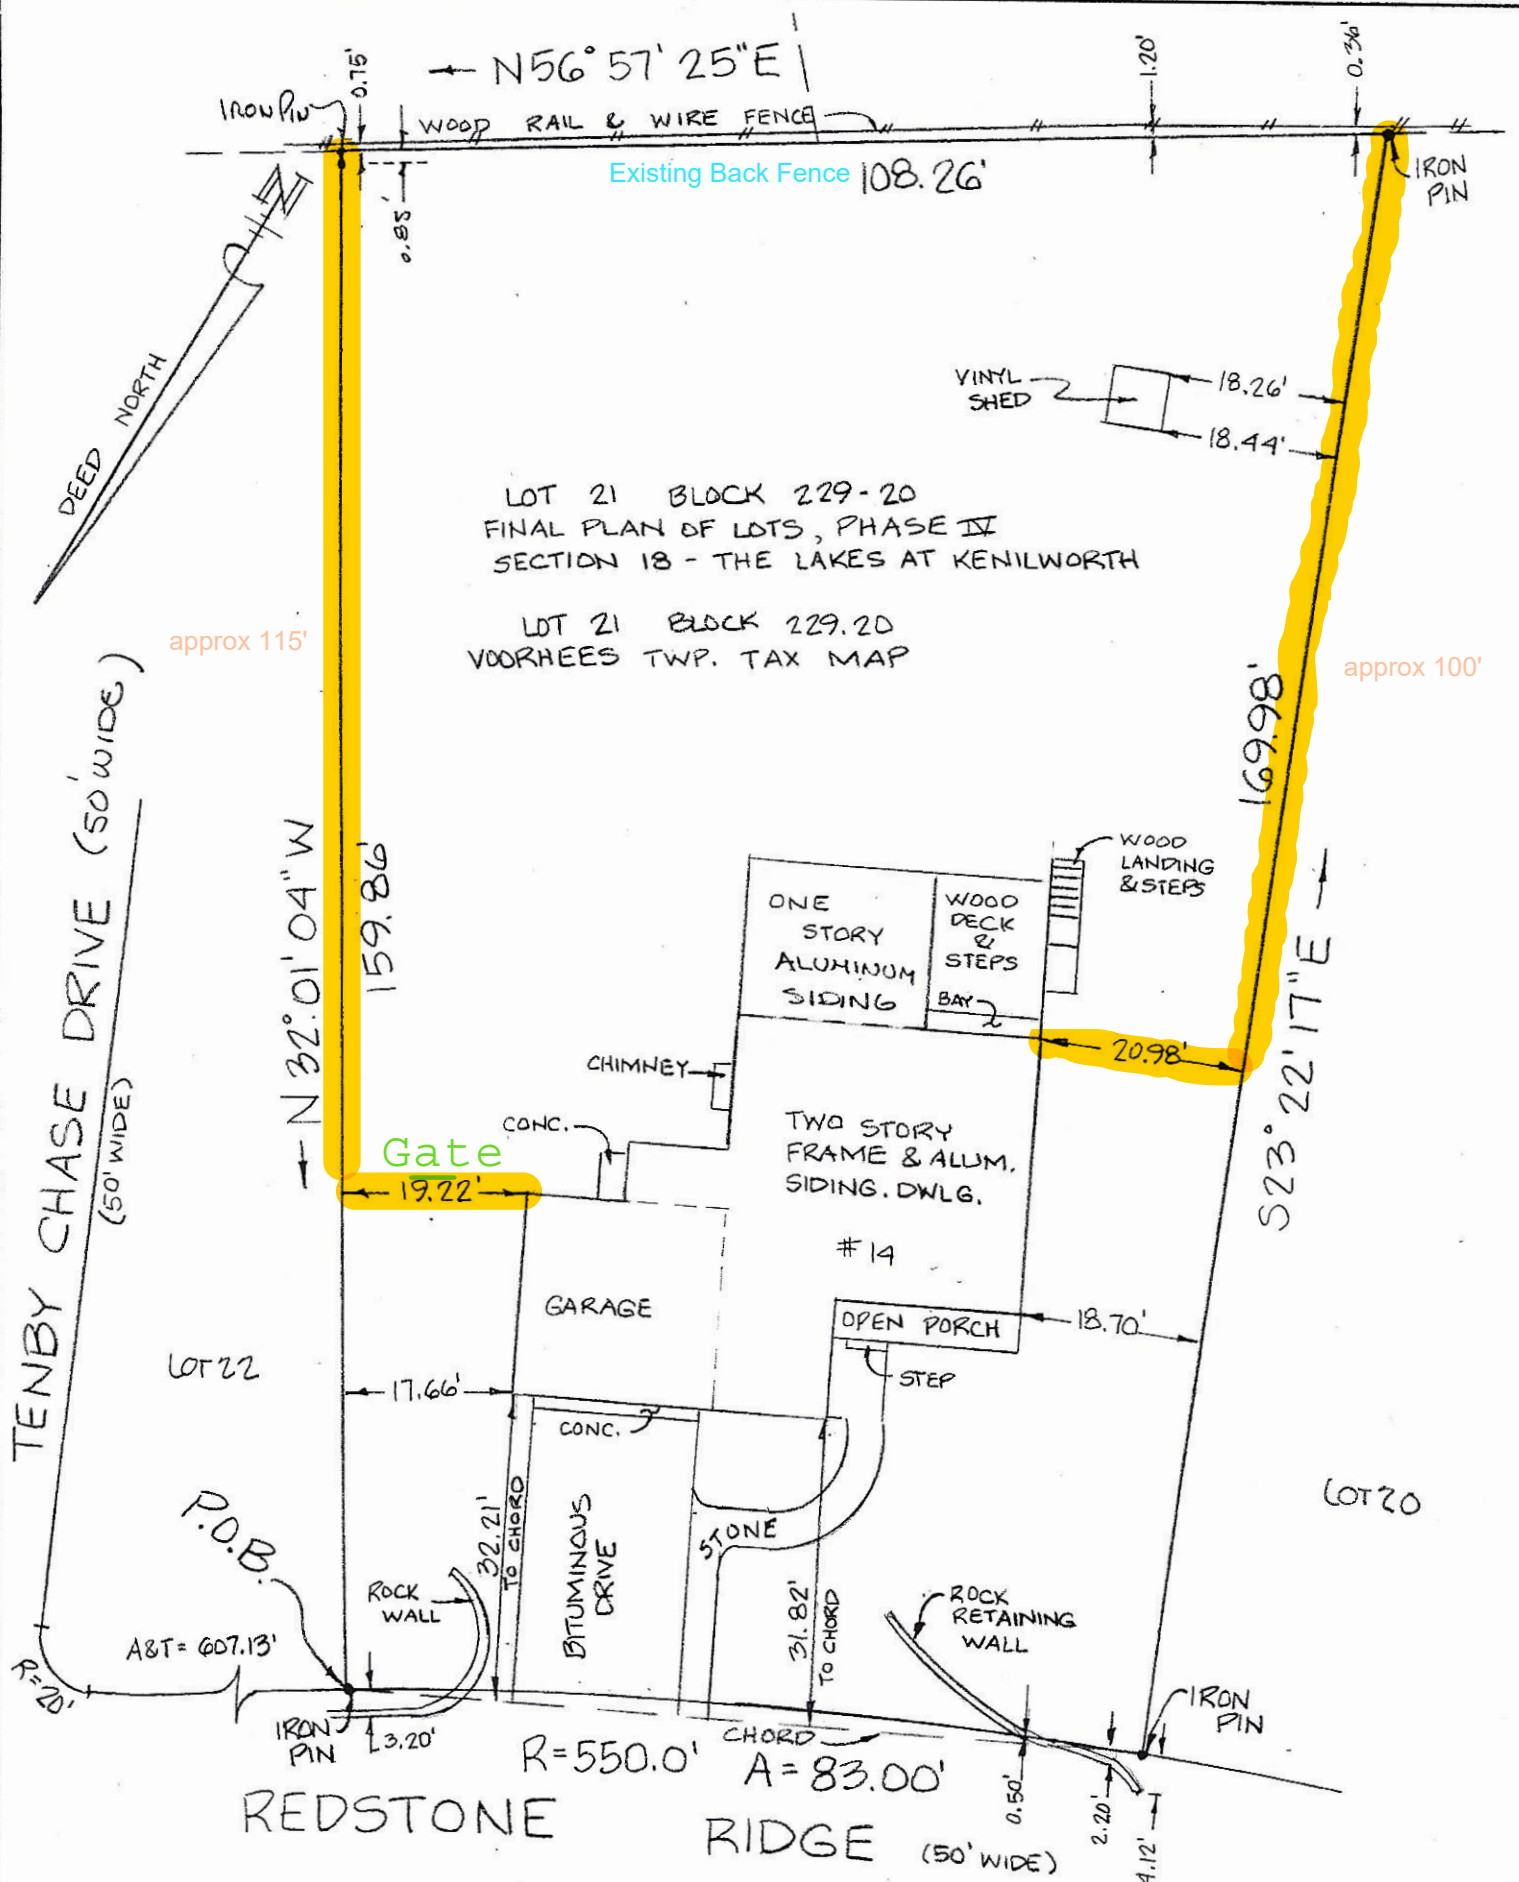 N56° 57' 25"E
0.75'
1.20'
0.36'
IRON PIN
WOOD RAIL & WIRE FENCE
Existing Back Fence
108.26'
IRON
PIN
0.85'
N
DEED NORTH
VINYL
SHED
18.26'
18.44'
LOT 21 BLOCK 229-20
FINAL PLAN OF LOTS, PHASE IV
SECTION 18 - THE LAKES AT KENILWORTH
LOT 21 BLOCK 229.20
VOORHEES TWP. TAX MAP
approx 115'
approx 100'
169.98'
TENBY CHASE DRIVE (50' WIDE)
(50' WIDE)
N 32° 01' 04" W
159.86'
S23° 22' 17" E
WOOD
LANDING
& STEPS
ONE
STORY
ALUMINUM
SIDING
WOOD
DECK
&
STEPS
BAY
20.98'
CHIMNEY
CONC.
Gate
19.22'
TWO STORY
FRAME & ALUM.
SIDING. DWLG.
# 14
GARAGE
OPEN PORCH
18.70'
STEP
LOT 22
17.66'
CONC.
LOT 20
P.O.B.
32.21'
TO CHORD
BITUMINOUS
DRIVE
STONE
31.82'
TO CHORD
ROCK
WALL
ROCK
RETAINING
WALL
A&T = 607.13'
R=20'
IRON
PIN
3.20'
IRON
PIN
CHORD
R=550.0'
A= 83.00'
0.50'
2.20'
4.12'
REDSTONE RIDGE (50' WIDE)